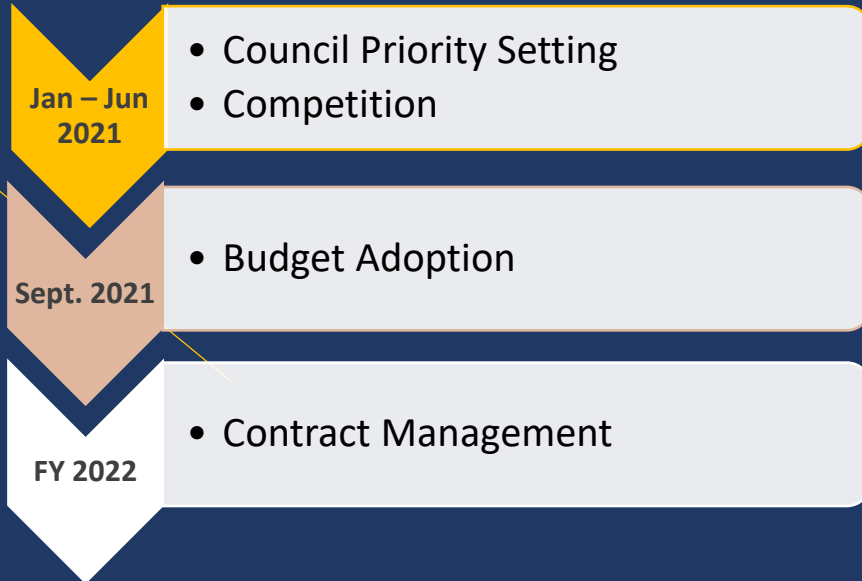 Jan – Jun
2021
• Council Priority Setting
• Competition
Sept. 2021
• Budget Adoption
FY 2022
• Contract Management